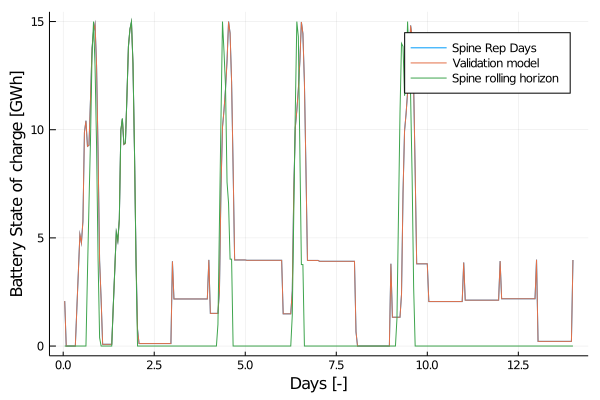 15
10
5
0
Battery State of charge [GWh]
Spine Rep Days
Validation model
Spine rolling horizon
0.0 2.5 5.0 7.5 10.0 12.5
Days [-]